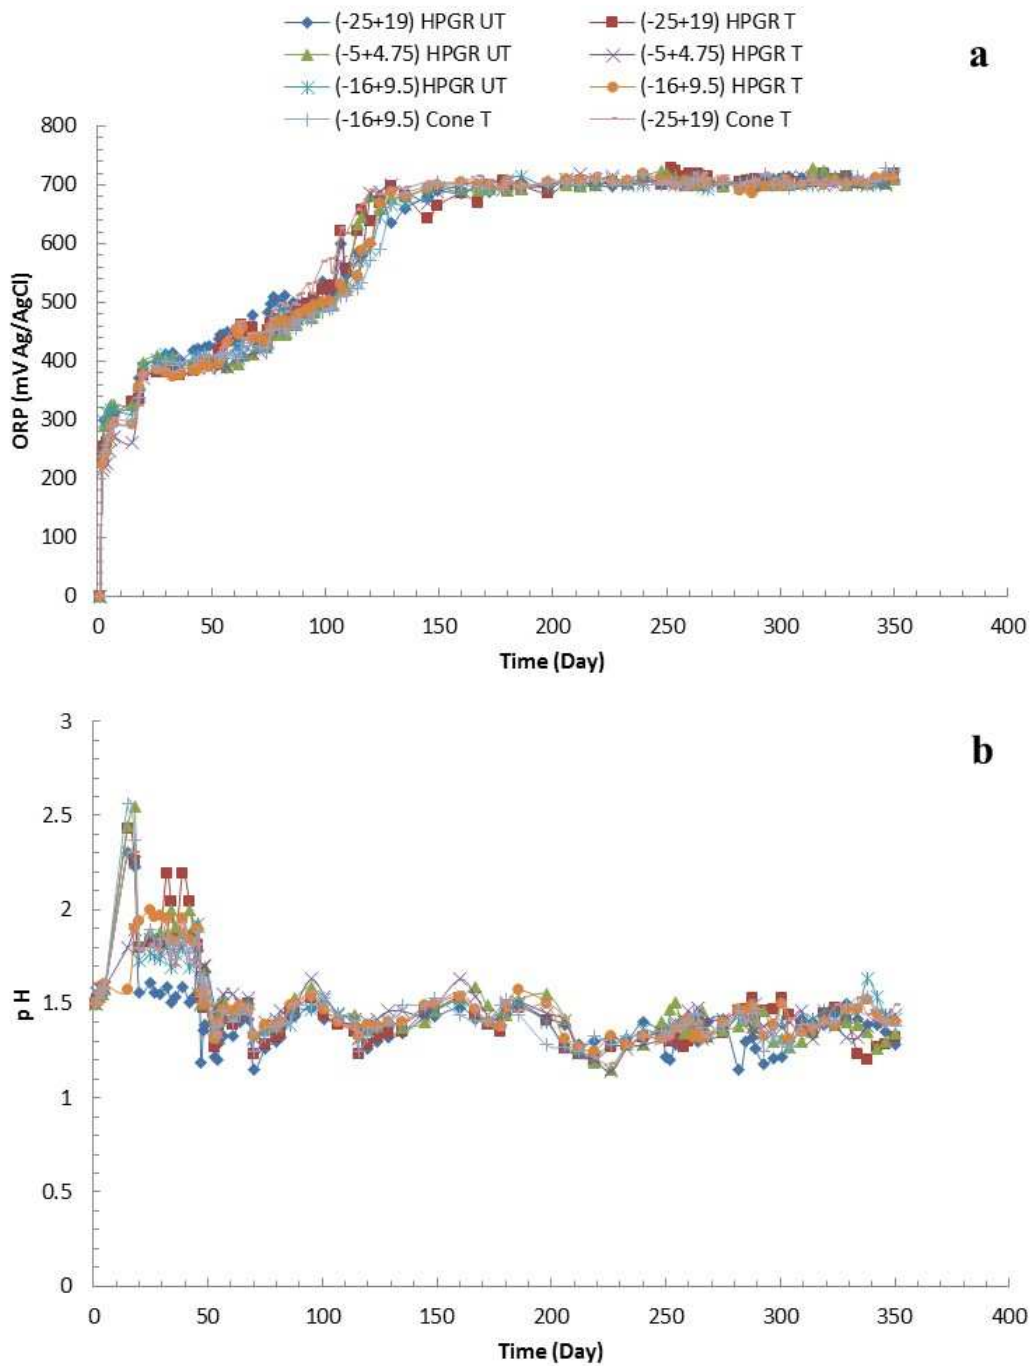 (-25+19) HPGR UT (-25+19) HPGR T
(-5+4.75) HPGR UT (-5+4.75) HPGR T
(-16+9.5)HPGR UT (-16+9.5) HPGR T
(-16+9.5) Cone T (-25+19) Cone T
a
800
700
600
500
400
300
200
100
0
ORP (mV Ag/AgCl)
0 50 100 150 200 250 300 350 400
Time (Day)
b
3
2.5
2
1.5
1
0.5
0
pH
0 50 100 150 200 250 300 350 400
Time (Day)